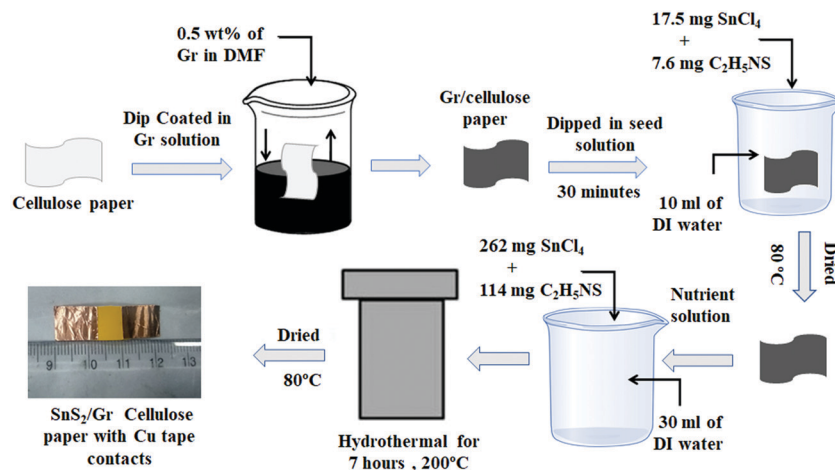 0.5 wt% of
Gr in DMF
17.5 mg SnCl₄
+
7.6 mg C₂H₅NS
Dip Coated in
Gr solution
Cellulose paper
Gr/cellulose
paper
Dipped in seed
solution
30 minutes
10 ml of
DI water
Dried
80 °C
262 mg SnCl₄
+
114 mg C₂H₅NS
Nutrient
solution
30 ml of
DI water
Hydrothermal for
7 hours , 200ºC
Dried
80ºC
9 10 11 12 13
SnS₂/Gr Cellulose
paper with Cu tape
contacts